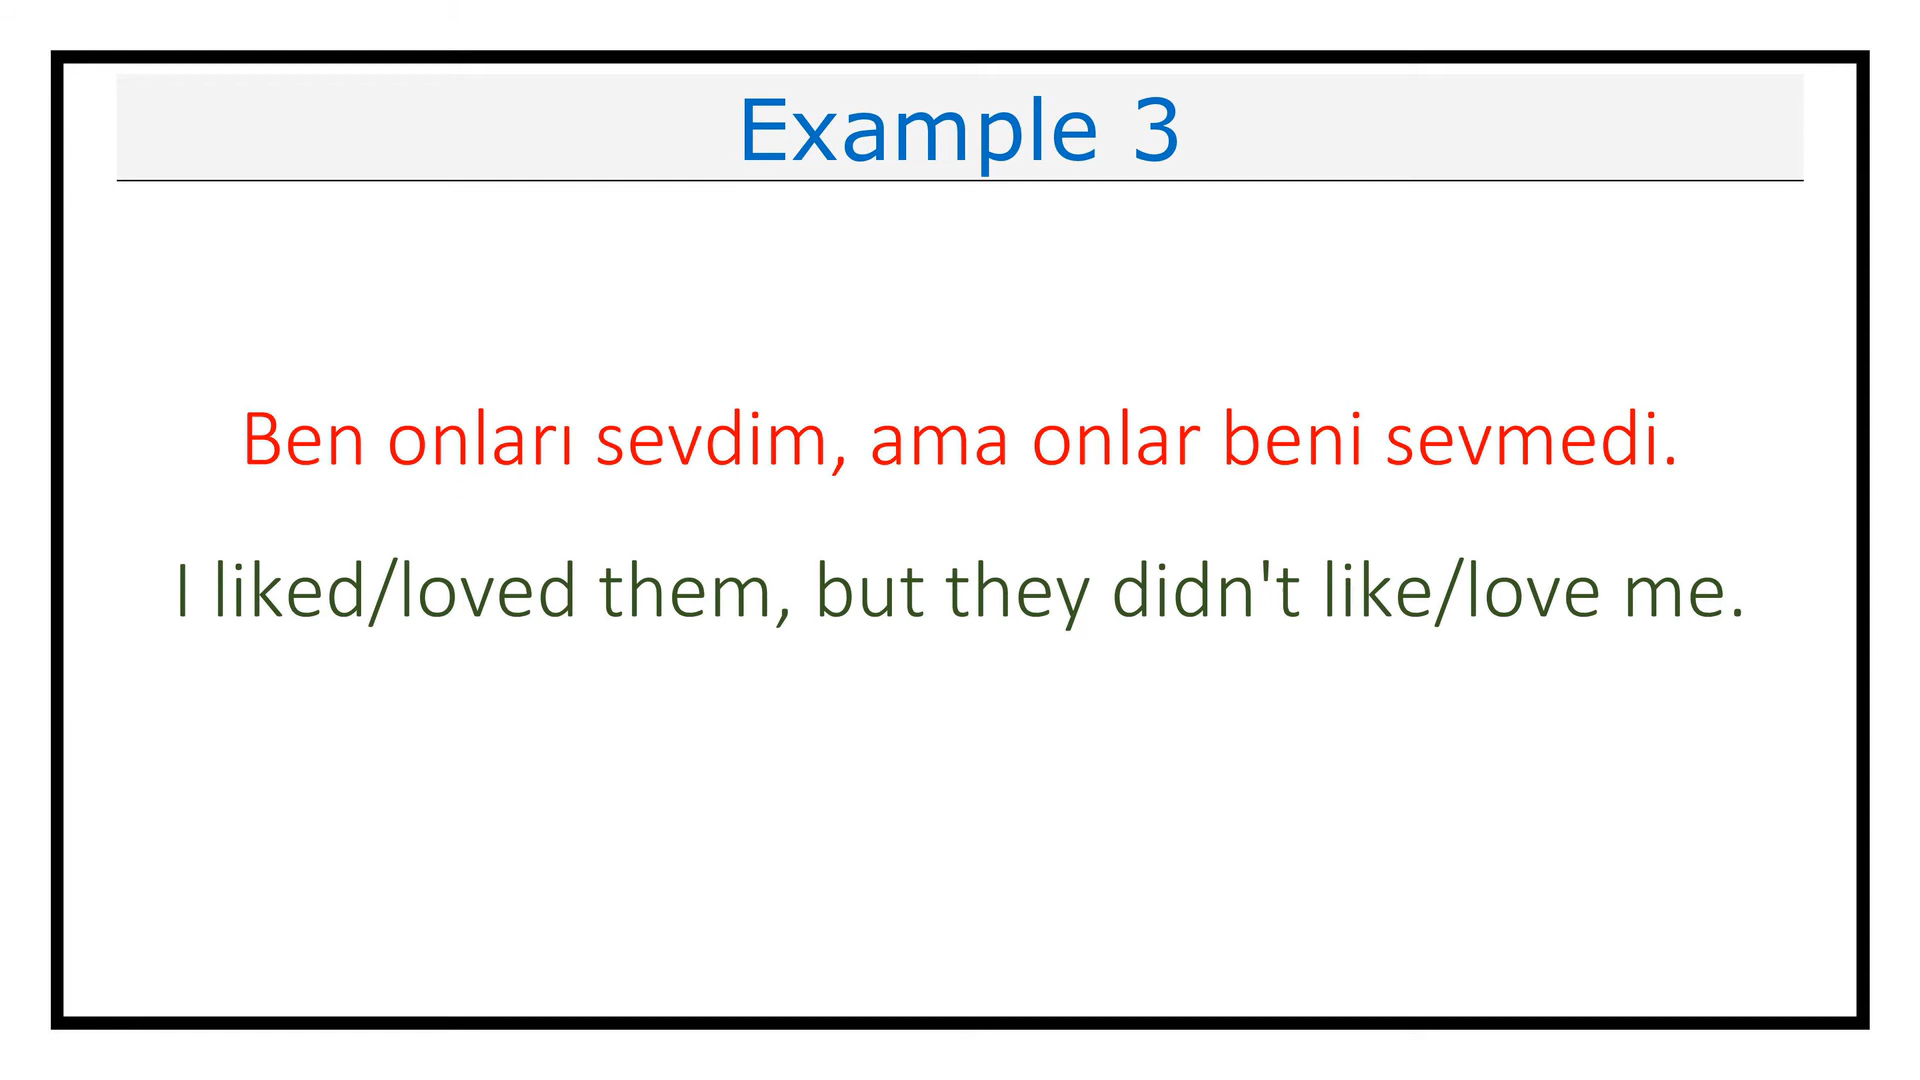 Example 3
Ben onları sevdim, ama onlar beni sevmedi.
I liked/loved them, but they didn't like/love me.